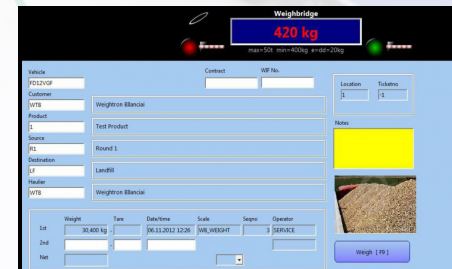 Weighbridge
420 kg
max=50t min=400kg e=dd=20kg
Vehicle Contract WIF No.
FD12VGF
Location Ticketno
1 -1
Customer
WTB Weightron Bilanciai
Product
1 Test Product
Notes
Source
R1 Round 1
Destination
LF Landfill
Haulier
WTB Weightron Bilanciai
Weight Tare Date/time Scale Seqno Operator
1st 30,400 kg - 06.11.2012 12:26 WB_WEIGHT 3 SERVICE
2nd -
Net
Weigh [ F9 ]